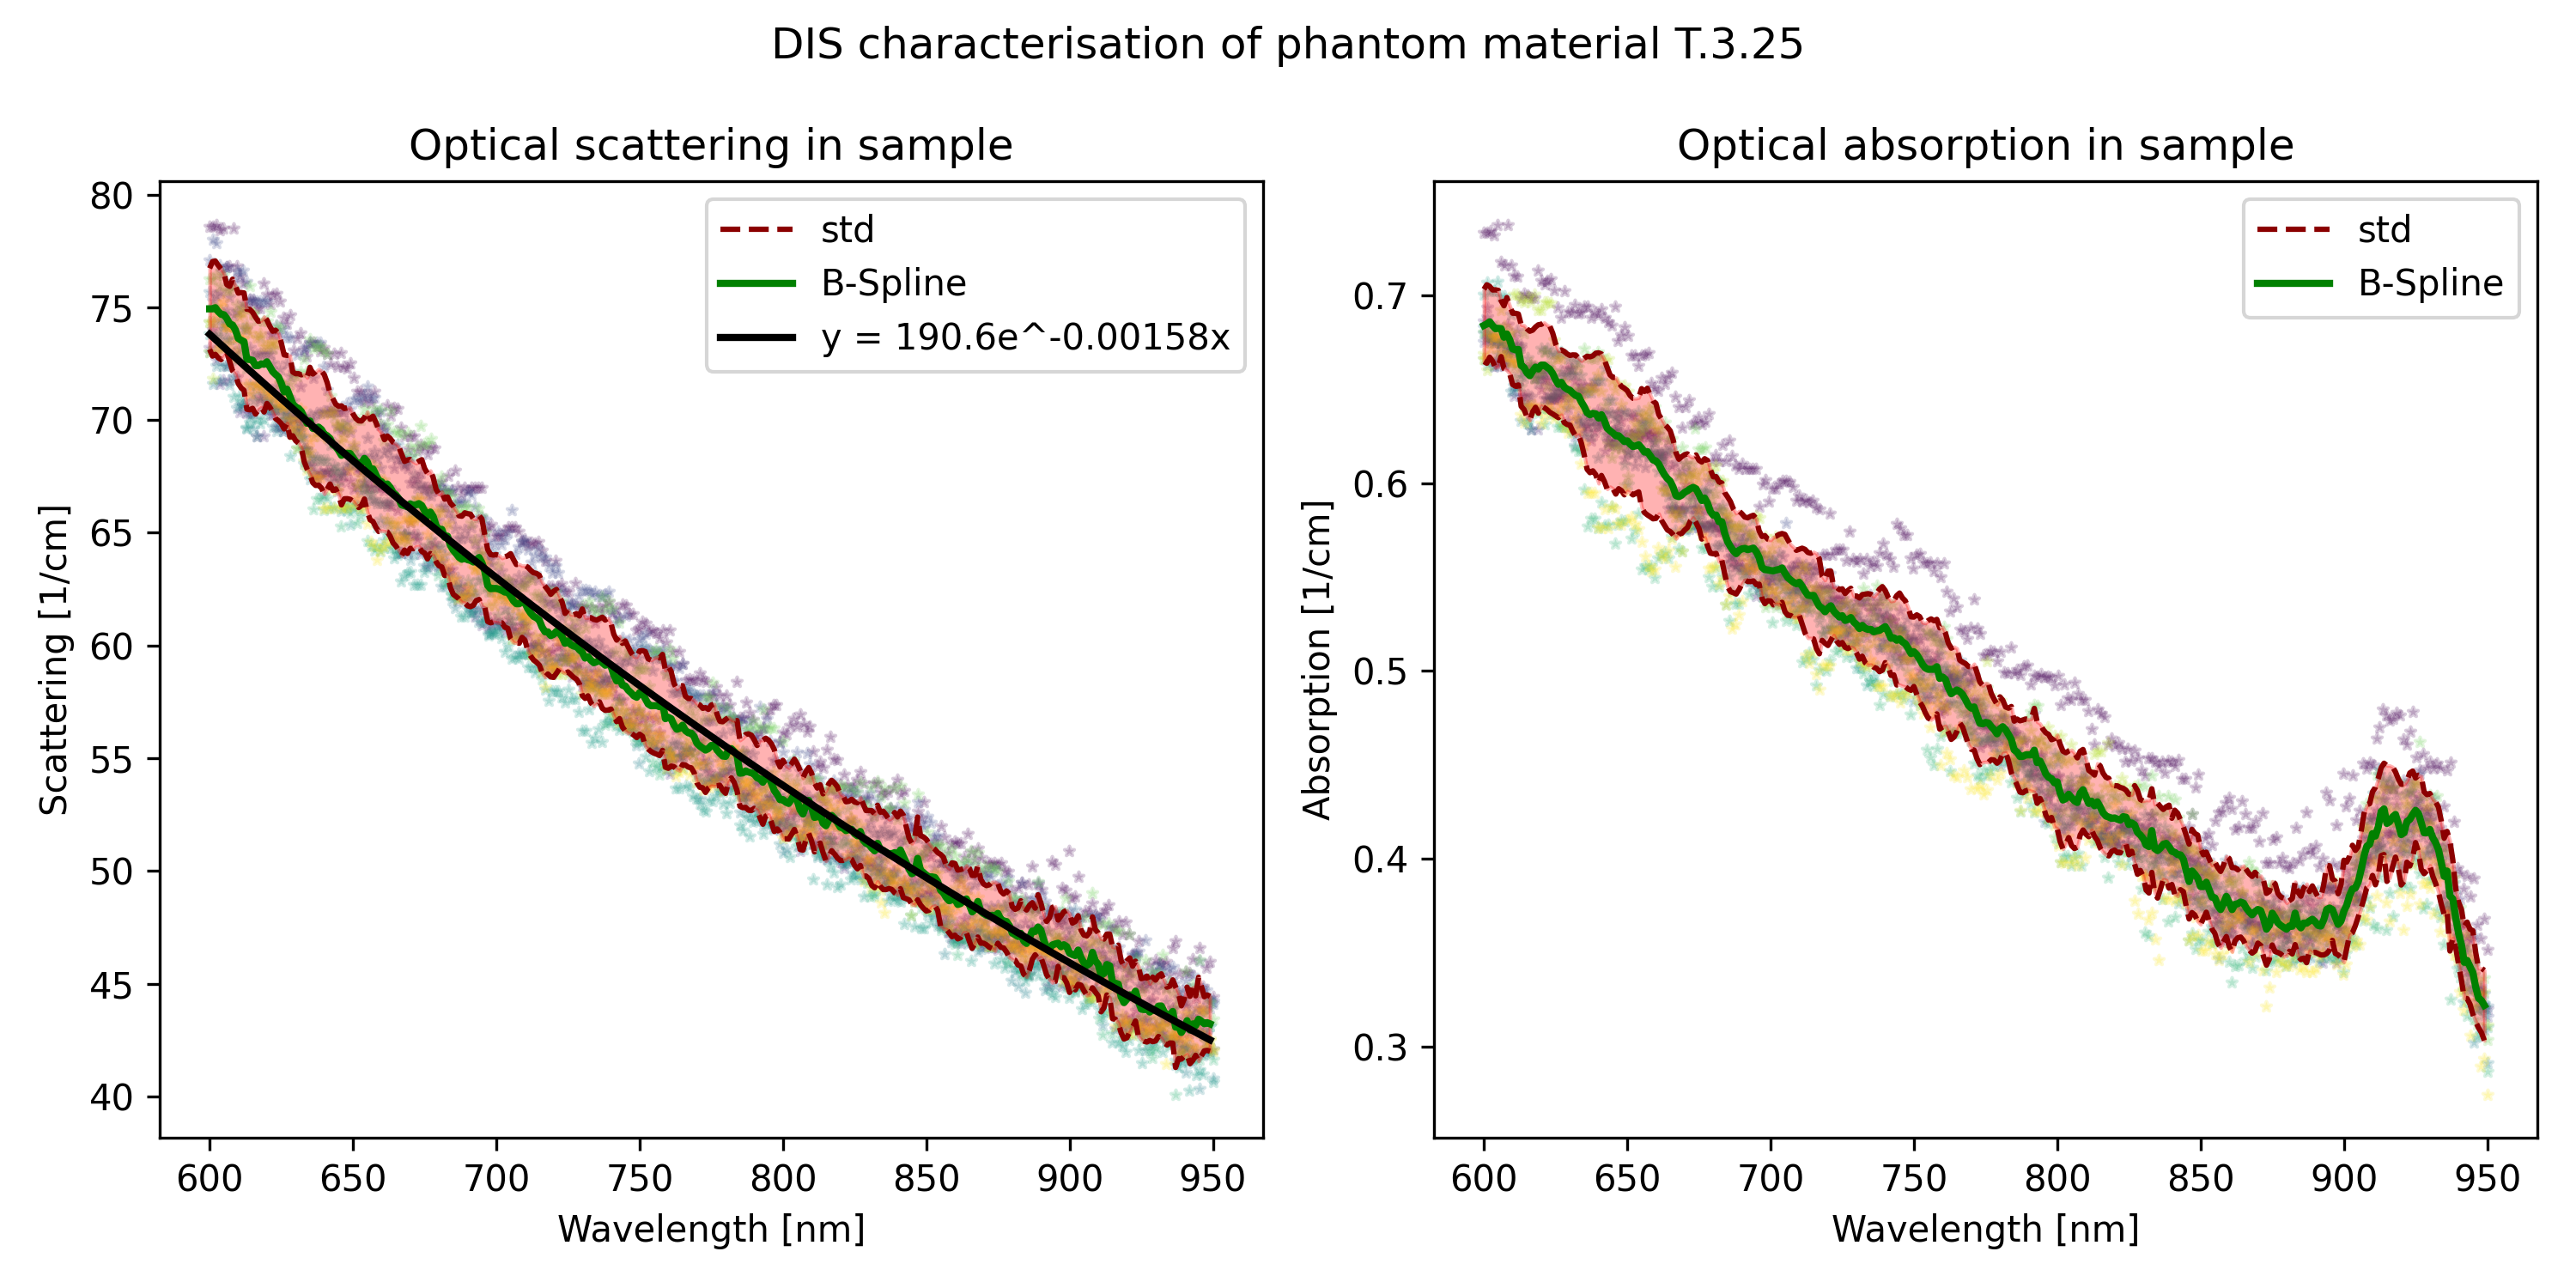 DIS characterisation of phantom material T.3.25
Optical scattering in sample
80
75
70
65
60
55
50
45
40
Scattering [1/cm]
std
B-Spline
y = 190.6e^-0.00158x
600 650 700 750 800 850 900 950
Wavelength [nm]
Optical absorption in sample
0.7
0.6
0.5
0.4
0.3
Absorption [1/cm]
std
B-Spline
600 650 700 750 800 850 900 950
Wavelength [nm]